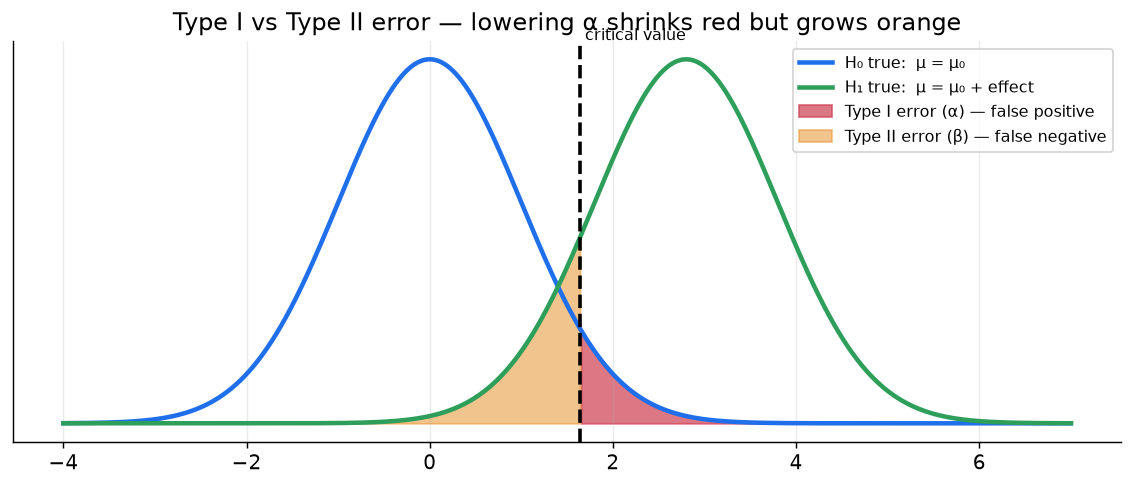 Type I vs Type II error — lowering α shrinks red but grows orange
critical value
H₀ true:  μ = μ₀
H₁ true:  μ = μ₀ + effect
Type I error (α) — false positive
Type II error (β) — false negative
−4 −2 0 2 4 6